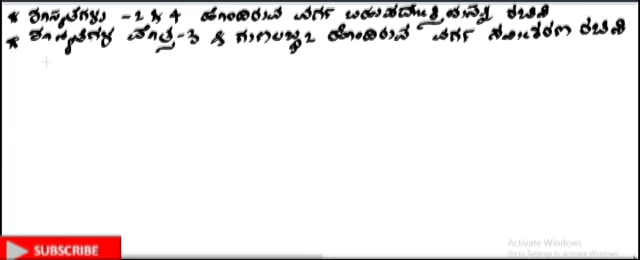 * ಶೂನ್ಯತೆಗಳು -2 & 4 ಹೊಂದಿರುವ ವರ್ಗ ಬಹುಪದೋಕ್ತಿಯನ್ನು ರಚಿಸಿ
* ಶೂನ್ಯತೆಗಳ ಮೊತ್ತ -3 & ಗುಣಲಬ್ಧ 2 ಹೊಂದಿರುವ ವರ್ಗ ಸಮೀಕರಣ ರಚಿಸಿ
Activate Windows
Go to Settings to activate Windows.
SUBSCRIBE